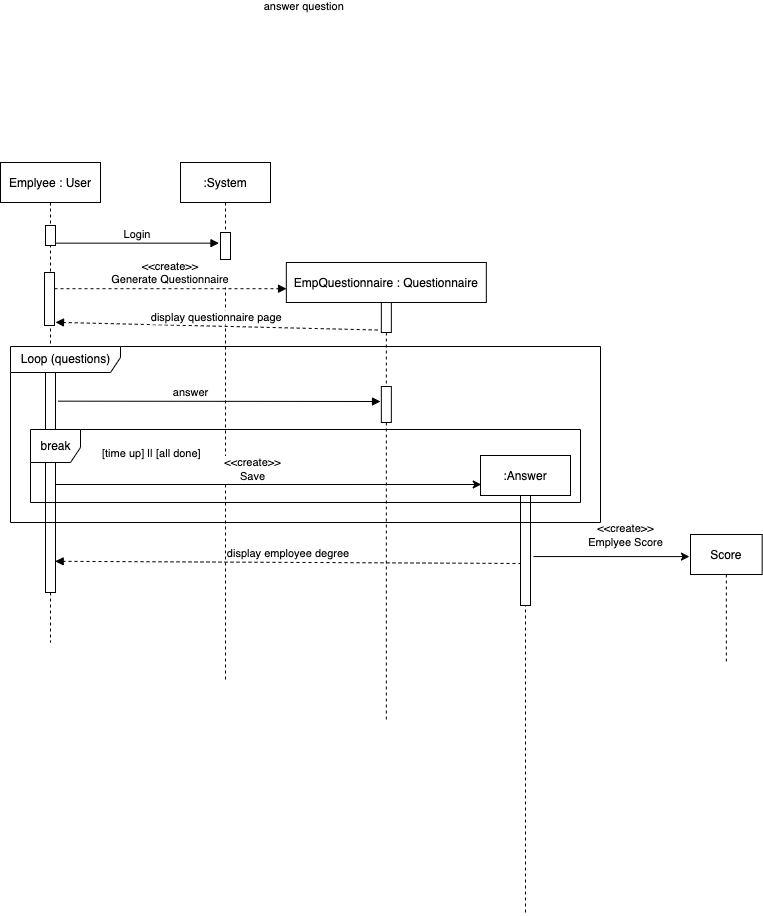 answer question
Emplyee : User
:System
Login
<<create>>
Generate Questionnaire
EmpQuestionnaire : Questionnaire
display questionnaire page
Loop (questions)
answer
break
[time up] II [all done]
<<create>>
Save
:Answer
<<create>>
Emplyee Score
Score
display employee degree